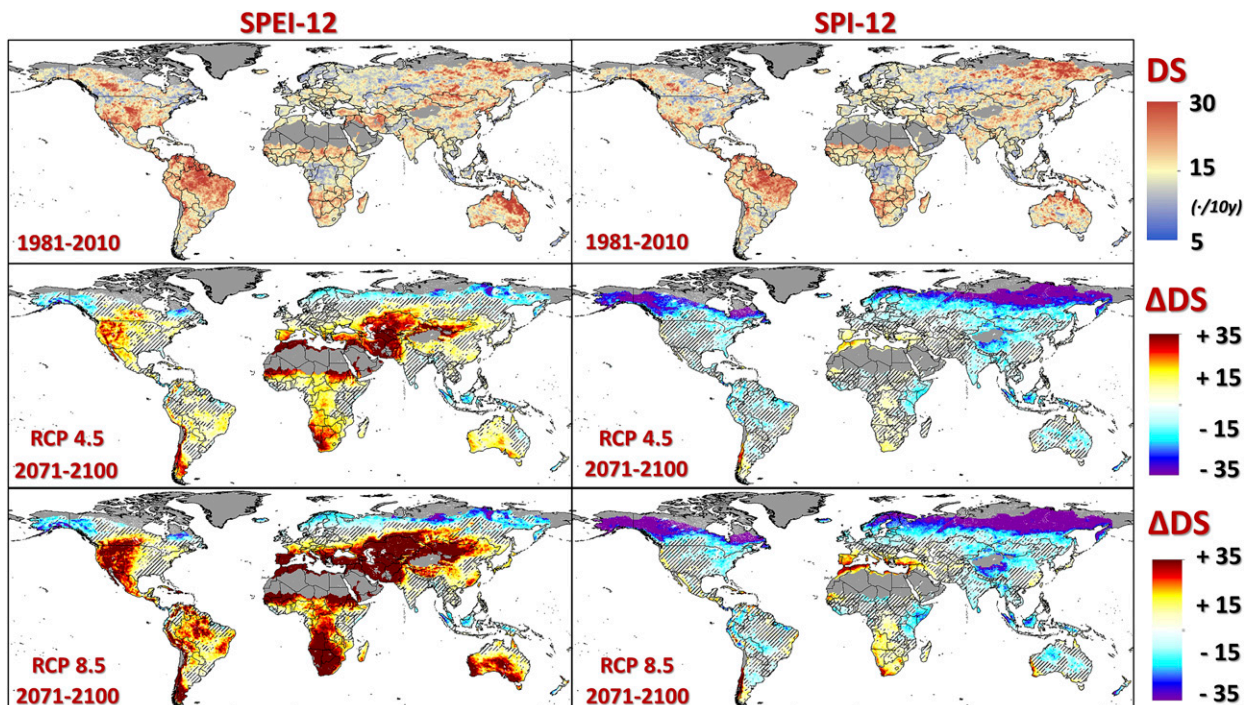 SPEI-12
SPI-12
1981-2010
1981-2010
DS
30
15
(-/10y)
5
RCP 4.5
2071-2100
RCP 4.5
2071-2100
ΔDS
+ 35
+ 15
- 15
- 35
RCP 8.5
2071-2100
RCP 8.5
2071-2100
ΔDS
+ 35
+ 15
- 15
- 35